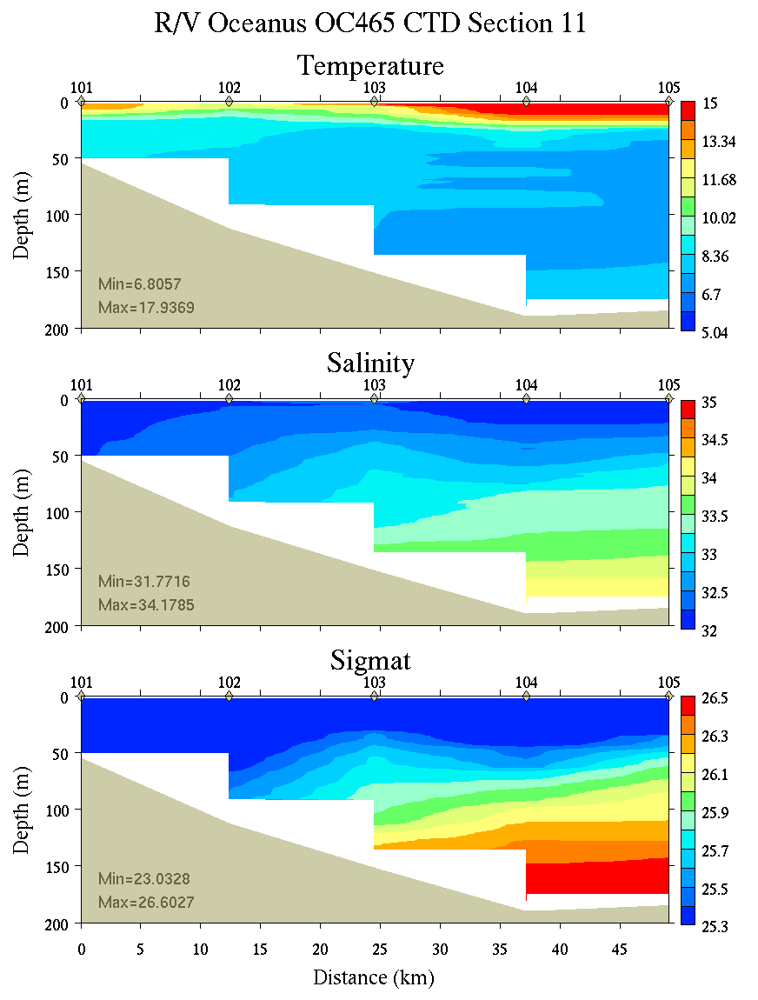 R/V Oceanus OC465 CTD Section 11
Temperature
101 102 103 104 105
0
50
100
150
200
Depth (m)
Min=6.8057
Max=17.9369
15
13.34
11.68
10.02
8.36
6.7
5.04
Salinity
101 102 103 104 105
0
50
100
150
200
Depth (m)
Min=31.7716
Max=34.1785
35
34.5
34
33.5
33
32.5
32
Sigmat
101 102 103 104 105
0
50
100
150
200
Depth (m)
Min=23.0328
Max=26.6027
26.5
26.3
26.1
25.9
25.7
25.5
25.3
0 5 10 15 20 25 30 35 40 45
Distance (km)